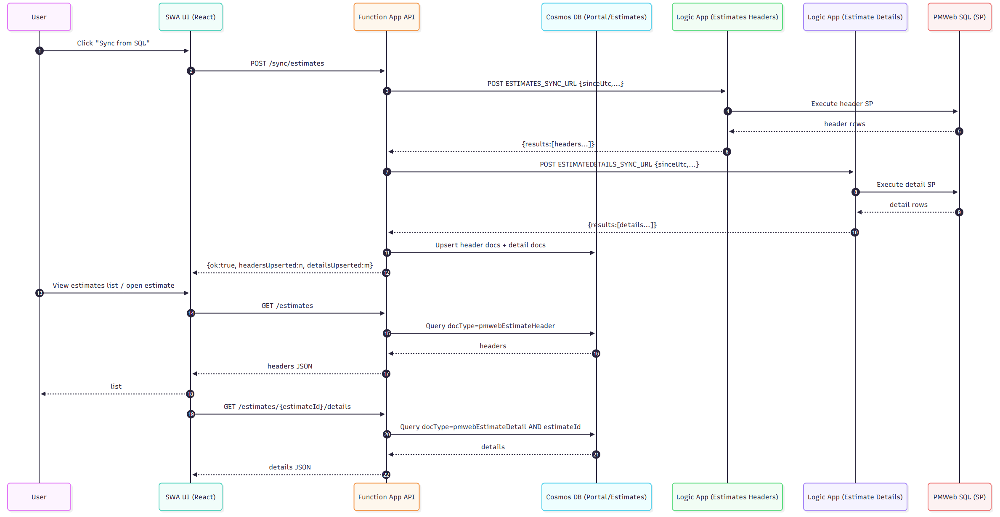 User
SWA UI (React)
Function App API
Cosmos DB (Portal/Estimates)
Logic App (Estimates Headers)
Logic App (Estimate Details)
PMWeb SQL (SP)
Click "Sync from SQL"
1
POST /sync/estimates
2
POST ESTIMATES_SYNC_URL {sinceUtc,...}
3
Execute header SP
4
header rows
5
{results:[headers...]}
6
POST ESTIMATEDETAILS_SYNC_URL {sinceUtc,...}
7
Execute detail SP
8
detail rows
9
{results:[details...]}
10
Upsert header docs + detail docs
11
{ok:true, headersUpserted:n, detailsUpserted:m}
12
View estimates list / open estimate
13
GET /estimates
14
Query docType=pmwebEstimateHeader
15
headers
16
headers JSON
17
list
18
GET /estimates/{estimateId}/details
19
Query docType=pmwebEstimateDetail AND estimateId
20
details
21
details JSON
22
User
SWA UI (React)
Function App API
Cosmos DB (Portal/Estimates)
Logic App (Estimates Headers)
Logic App (Estimate Details)
PMWeb SQL (SP)